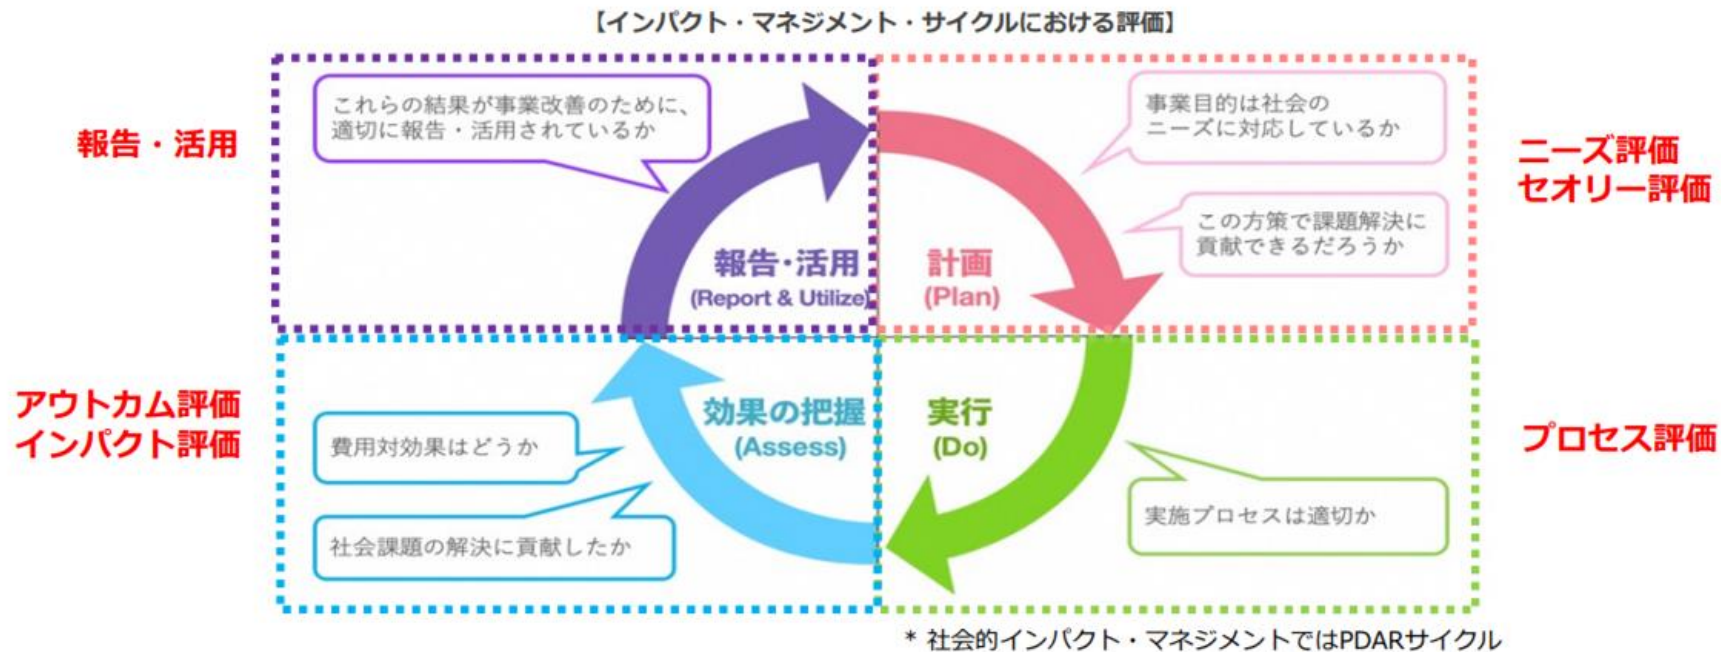 【インパクト・マネジメント・サイクルにおける評価】
報告・活用
これらの結果が事業改善のために、
適切に報告・活用されているか
報告・活用
(Report & Utilize)
計画
(Plan)
事業目的は社会の
ニーズに対応しているか
この方策で課題解決に
貢献できるだろうか
ニーズ評価
セオリー評価
アウトカム評価
インパクト評価
費用対効果はどうか
社会課題の解決に貢献したか
効果の把握
(Assess)
実行
(Do)
実施プロセスは適切か
プロセス評価
* 社会的インパクト・マネジメントではPDARサイクル